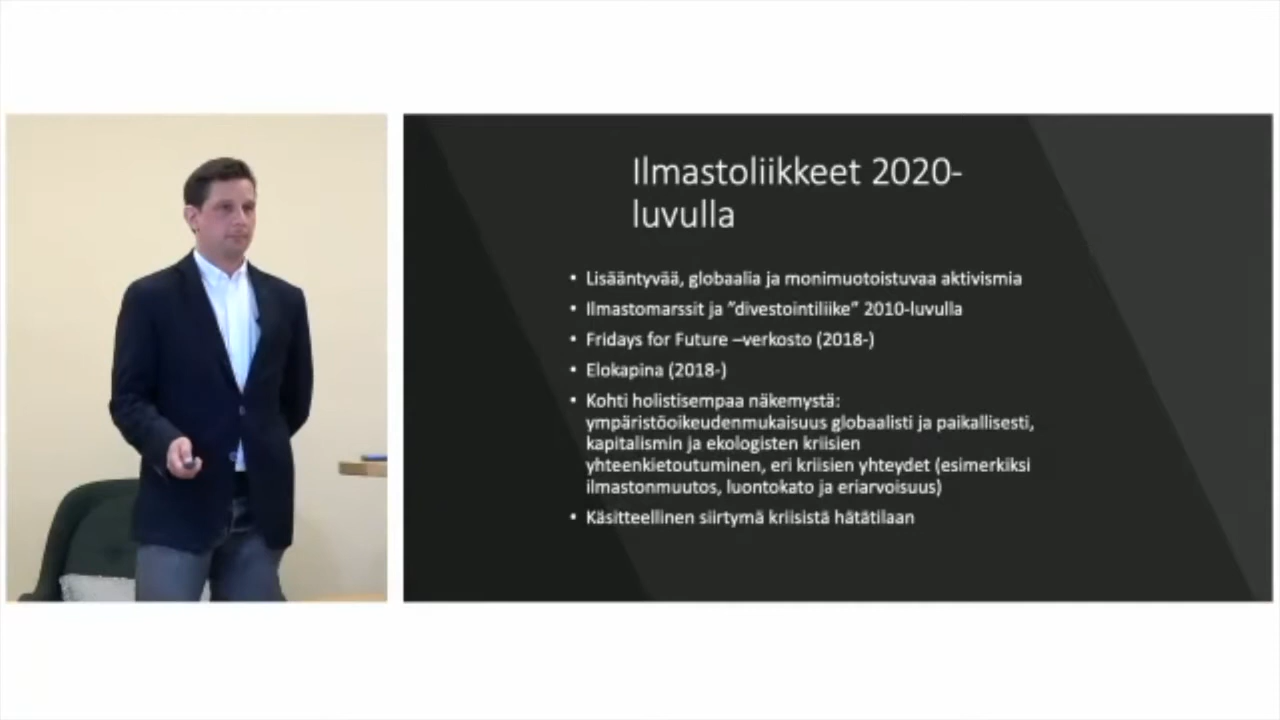 Ilmastoliikkeet 2020-
luvulla
• Lisääntyvää, globaalia ja monimuotoistuvaa aktivismia
• Ilmastomarssit ja ”divestointiliike” 2010-luvulla
• Fridays for Future –verkosto (2018-)
• Elokapina (2018-)
• Kohti holistisempaa näkemystä:
ympäristöoikeudenmukaisuus globaalisti ja paikallisesti,
kapitalismin ja ekologisten kriisien
yhteenkietoutuminen, eri kriisien yhteydet (esimerkiksi
ilmastonmuutos, luontokato ja eriarvoisuus)
• Käsitteellinen siirtymä kriisistä hätätilaan